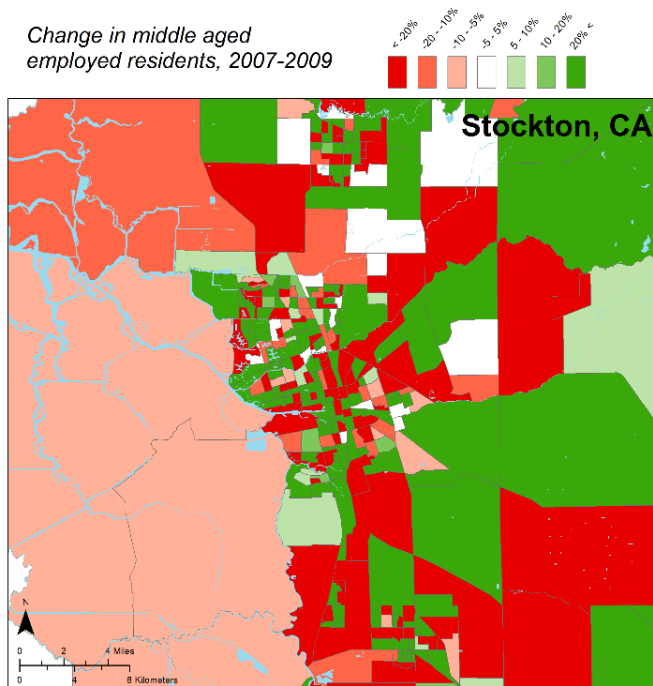 Change in middle aged
employed residents, 2007-2009
< -20%
-20 - -10%
-10 - -5%
-5 - 5%
5 - 10%
10 - 20%
20% <
Stockton, CA
N
0 2 4 Miles
0 4 8 Kilometers